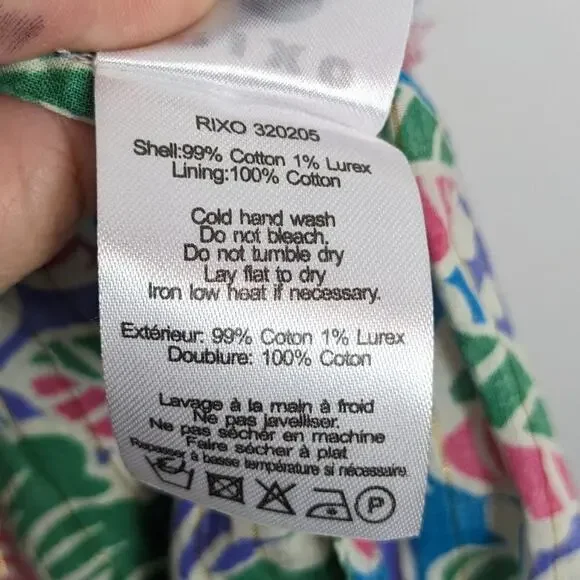 RIXO
RIXO 320205
Shell:99% Cotton 1% Lurex
Lining:100% Cotton
Cold hand wash
Do not bleach.
Do not tumble dry
Lay flat to dry
Iron low heat if necessary.
Extérieur: 99% Coton 1% Lurex
Doublure: 100% Coton
Lavage à la main à froid
Ne pas javelliser.
Ne pas sécher en machine
Faire sécher à plat
Repasser à basse température si nécessaire.
P